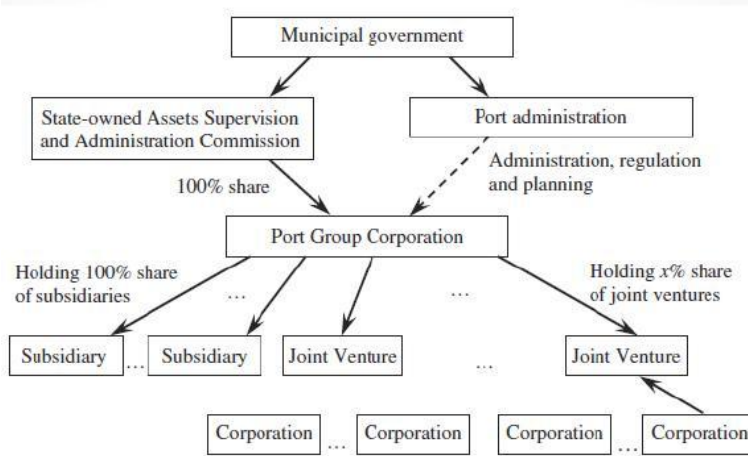 Municipal government
State-owned Assets Supervision
and Administration Commission
Port administration
Administration, regulation
and planning
100% share
Port Group Corporation
Holding 100% share
of subsidiaries
...
...
Holding x% share
of joint ventures
Subsidiary
...
Subsidiary
Joint Venture
...
Joint Venture
Corporation
...
Corporation
Corporation
...
Corporation